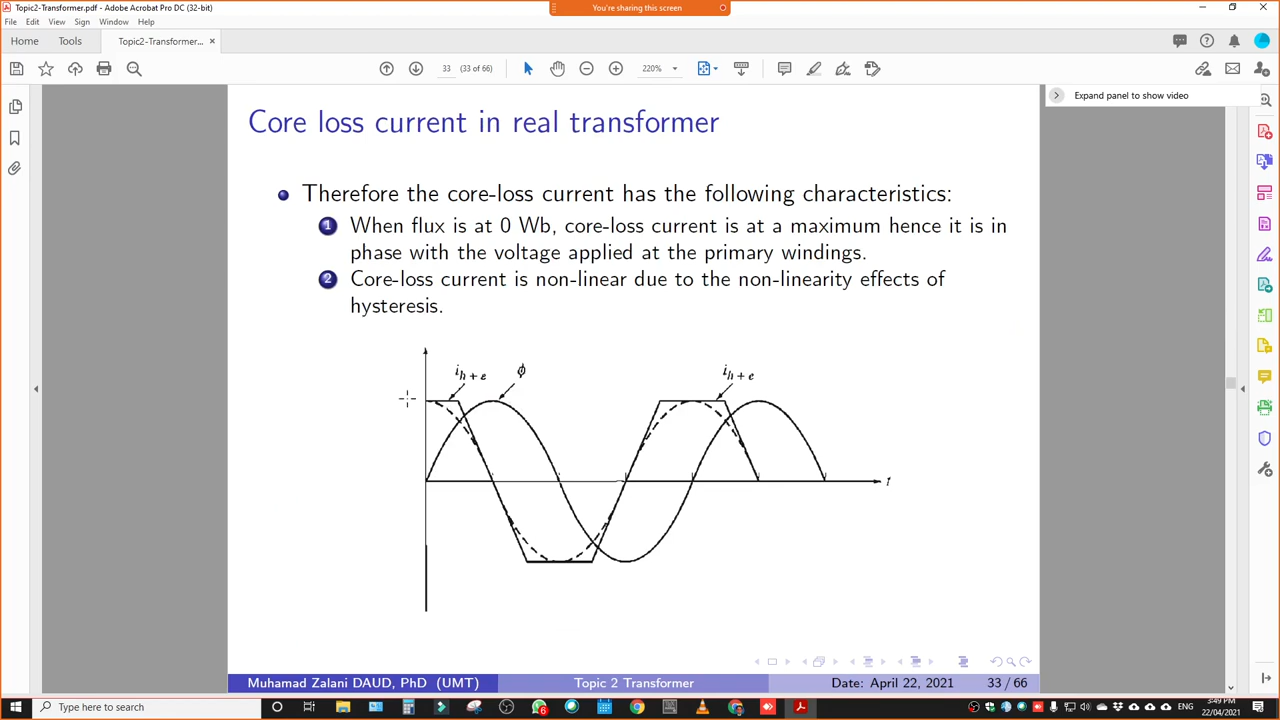 Topic2-Transformer.pdf - Adobe Acrobat Pro DC (32-bit)
You're sharing this screen
File Edit View Sign Window Help
Home Tools Topic2-Transformer... ×
33 (33 of 66) 220%
Expand panel to show video
Core loss current in real transformer
Therefore the core-loss current has the following characteristics:
1 When flux is at 0 Wb, core-loss current is at a maximum hence it is in
phase with the voltage applied at the primary windings.
2 Core-loss current is non-linear due to the non-linearity effects of
hysteresis.
i h + e ϕ i h + e
t
Muhamad Zalani DAUD, PhD (UMT) Topic 2 Transformer Date: April 22, 2021 33 / 66
Type here to search
6
ENG
3:49 PM
22/04/2021